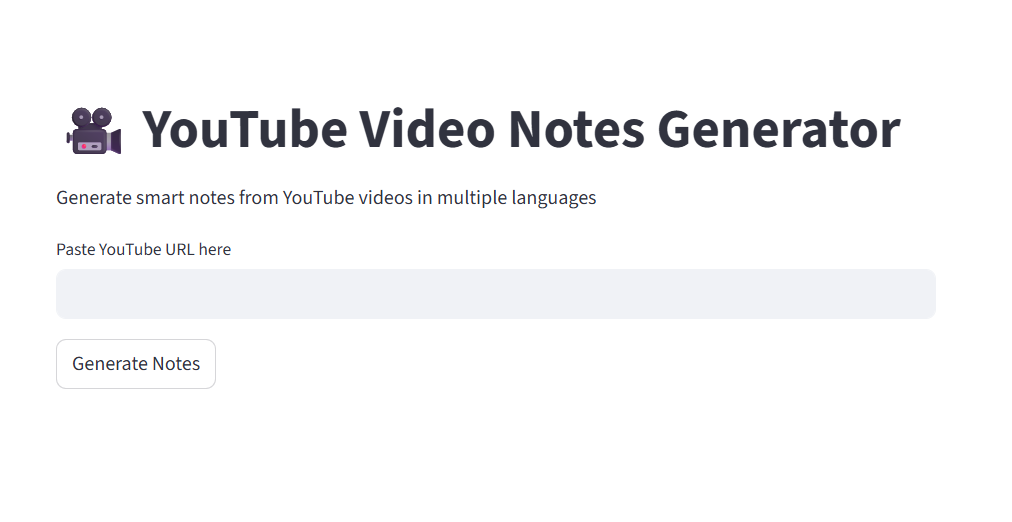 YouTube Video Notes Generator
Generate smart notes from YouTube videos in multiple languages
Paste YouTube URL here
Generate Notes